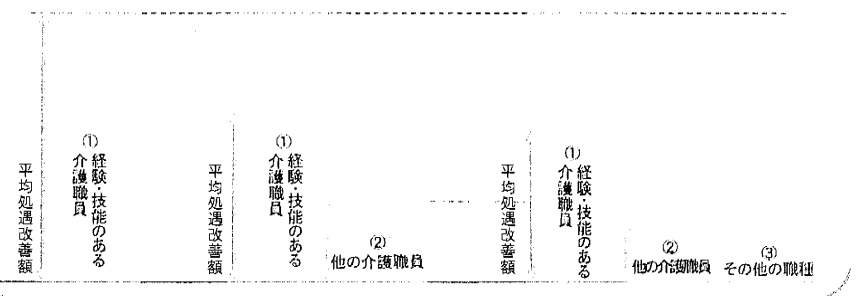 平均処遇改善額
①
経験・技能のある
介護職員
平均処遇改善額
①
経験・技能のある
介護職員
②
他の介護職員
平均処遇改善額
①
経験・技能のある
介護職員
②
他の介護職員
③
その他の職種